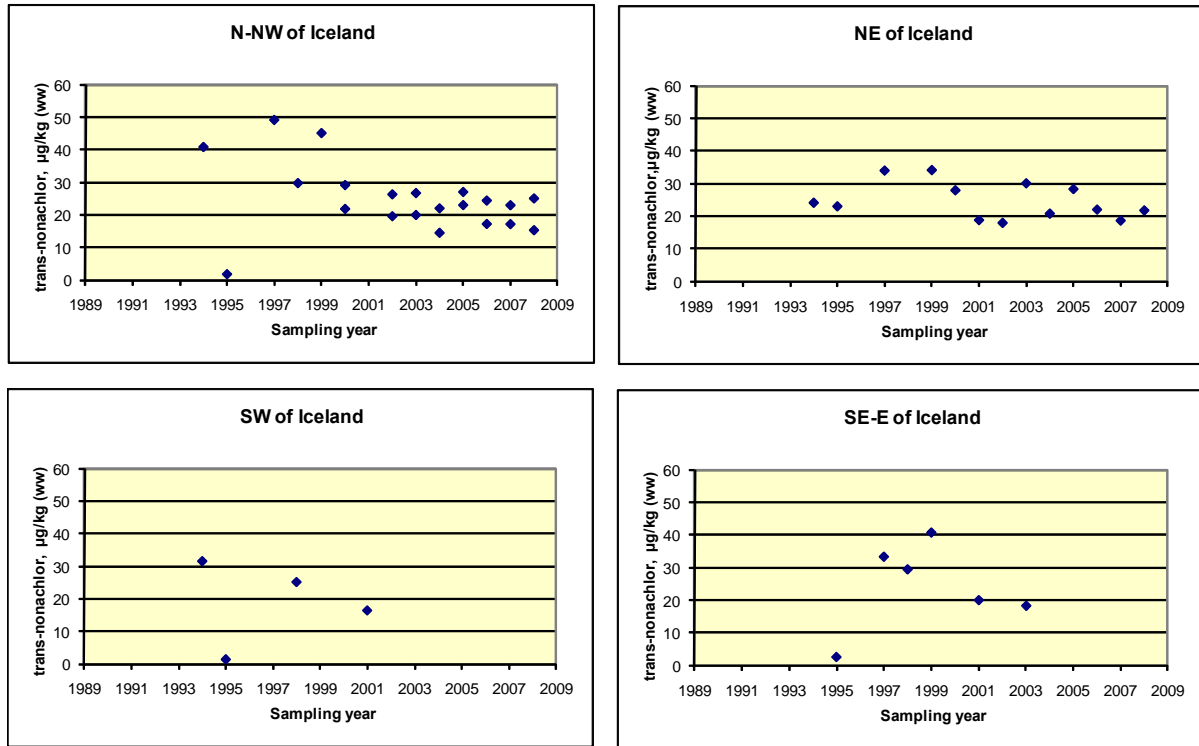 N-NW of Iceland
trans-nonachlor, µg/kg (ww)
60
50
40
30
20
10
0
1989 1991 1993 1995 1997 1999 2001 2003 2005 2007 2009
Sampling year
NE of Iceland
trans-nonachlor,µg/kg (ww)
60
50
40
30
20
10
0
1989 1991 1993 1995 1997 1999 2001 2003 2005 2007 2009
Sampling year
SW of Iceland
trans-nonachlor, µg/kg (ww)
60
50
40
30
20
10
0
1989 1991 1993 1995 1997 1999 2001 2003 2005 2007 2009
Sampling year
SE-E of Iceland
trans-nonachlor, µg/kg (ww)
60
50
40
30
20
10
0
1989 1991 1993 1995 1997 1999 2001 2003 2005 2007 2009
Sampling year